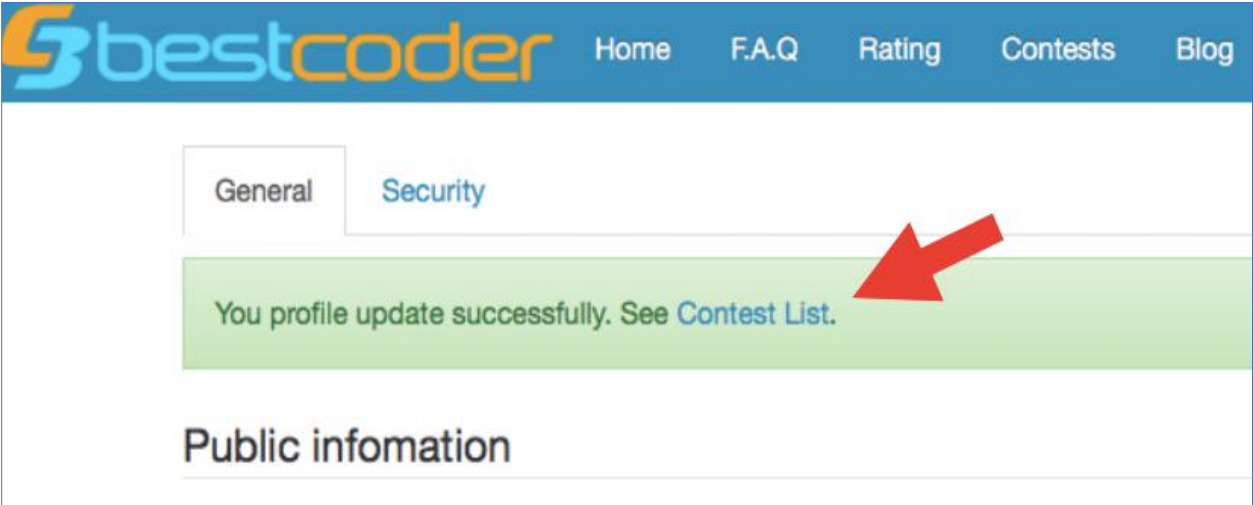 bestcoder Home F.A.Q Rating Contests Blog
General Security
You profile update successfully. See Contest List.
Public infomation